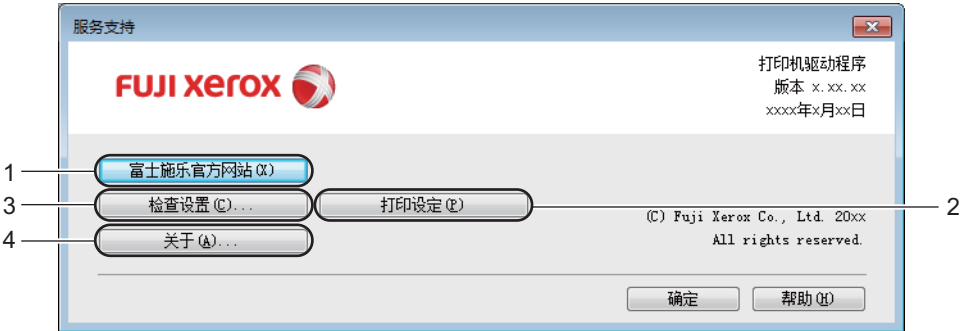 服务支持
FUJI xerox
打印机驱动程序
版本 x.xx.xx
xxxx年x月xx日
1
富士施乐官方网站(X)
3
检查设置(C)...
打印设定(P)
2
4
关于(A)...
(C) Fuji Xerox Co., Ltd. 20xx
All rights reserved.
确定
帮助(H)